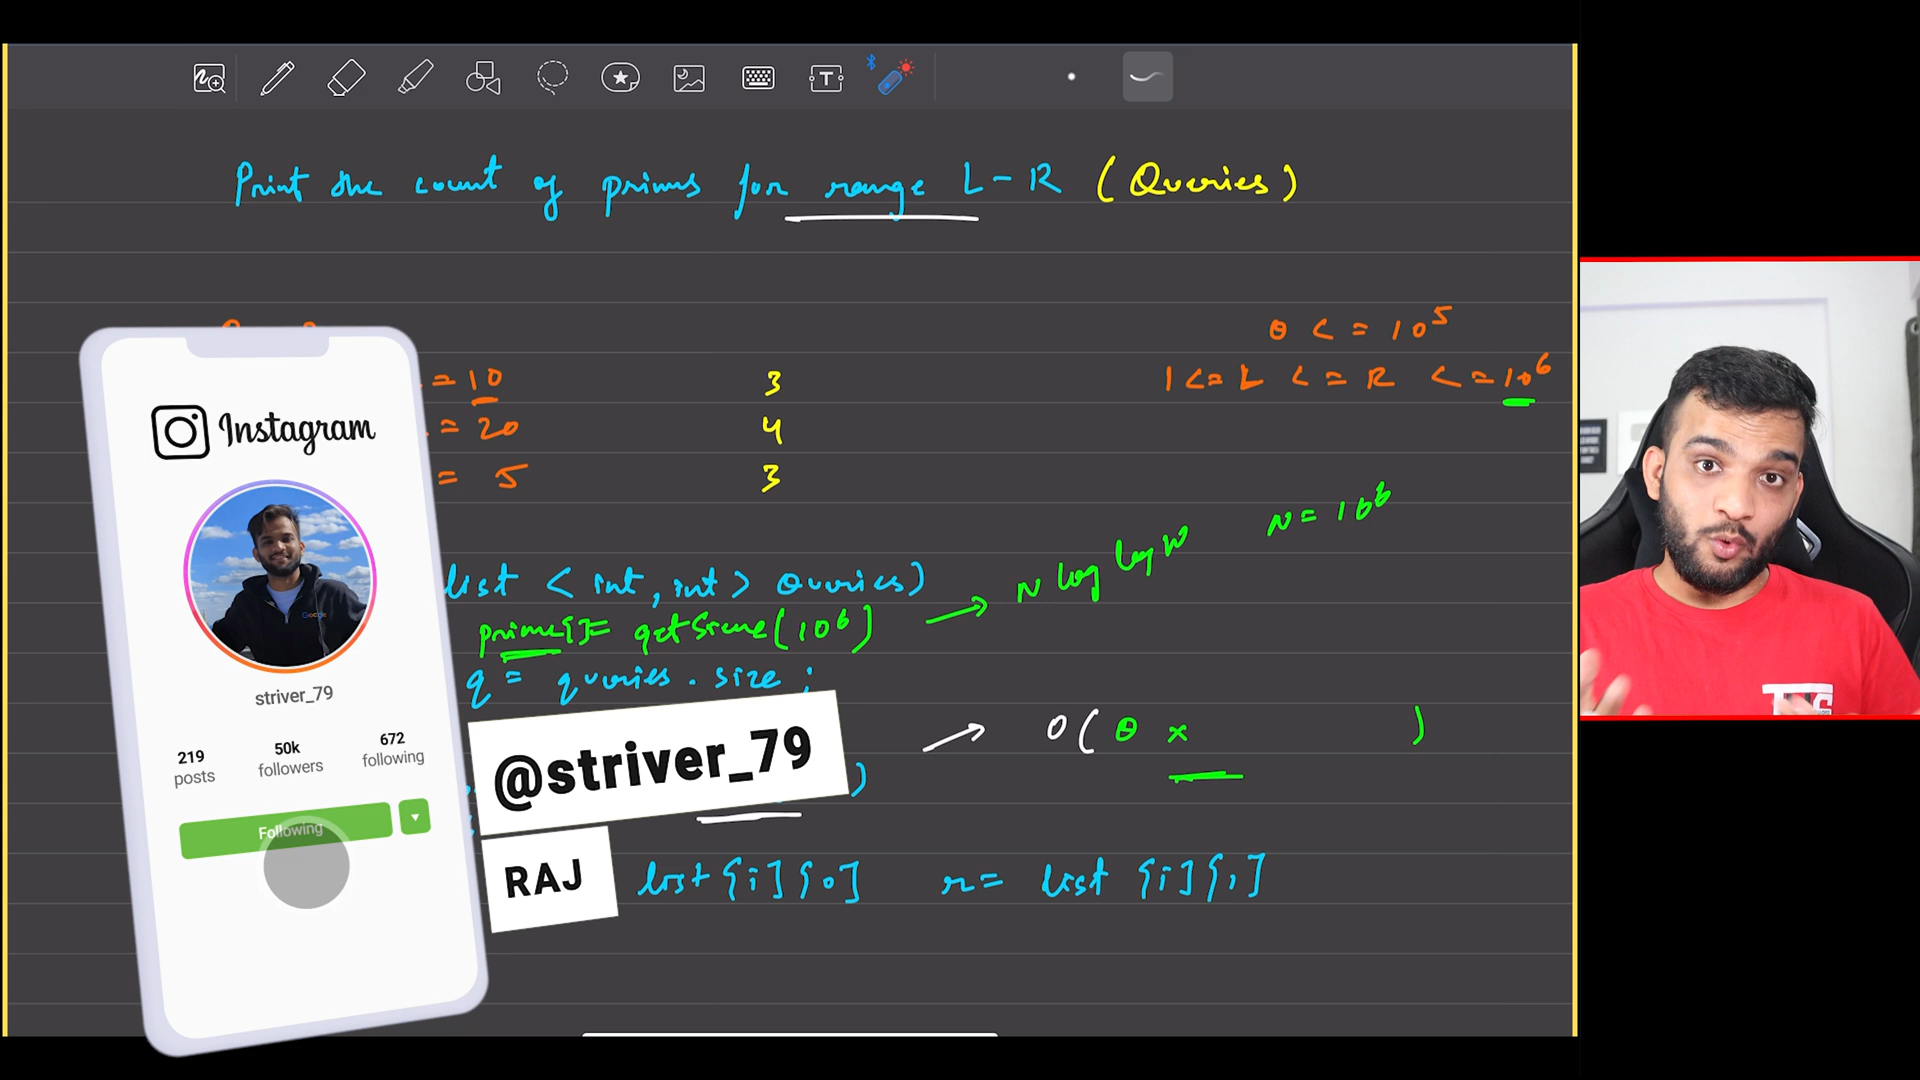 Print the count of primes for range L - R (Queries)
Q <= 10^5
= 10 3 1 <= L <= R <= 10^6
= 20 4
= 5 3
Instagram
N log log N N = 10^6
list < int, int > Queries)
prime[] = getSieve(10^6)
q = queries . size ;
striver_79
219 posts
50k followers
672 following
@striver_79
O( Q x )
)
Following
RAJ
list[i][0] r = list [i][1]